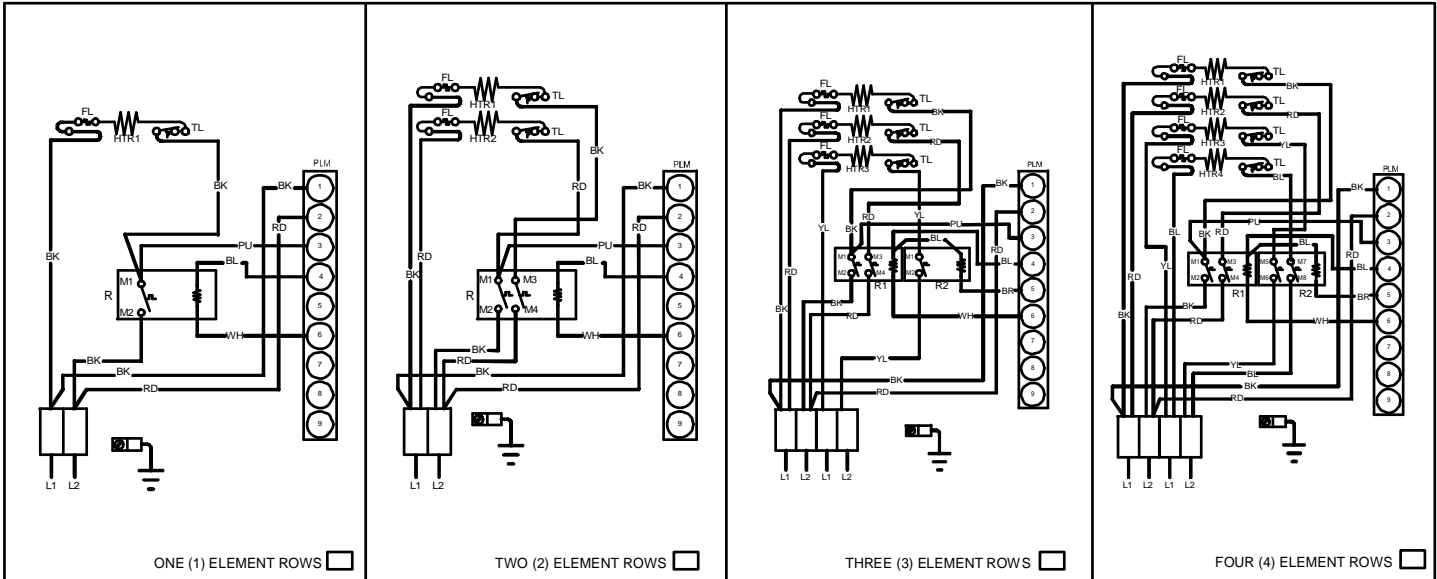 FL
HTR1
TL
BK
BK
PLM
1
2
3
4
5
6
7
8
9
BK
RD
PU
BL
WH
R
M1
M2
BK
BK
RD
L1 L2
ONE (1) ELEMENT ROWS
FL
HTR1
TL
FL
HTR2
TL
BK
RD
BK
RD
PLM
1
2
3
4
5
6
7
8
9
BK
RD
PU
BL
WH
R
M1 M3
M2 M4
BK
RD
BK
RD
L1 L2
TWO (2) ELEMENT ROWS
FL
HTR1
TL
BK
FL
HTR2
TL
RD
FL
HTR3
TL
BK
RD
YL
BK
RD
YL
PU
BL
PLM
1
2
3
4
5
6
7
8
9
BK
RD
BL
BR
WH
M1 M3
M2 M4
R1
M1
M2
R2
BK
RD
YL
BK
RD
L1 L2 L1 L2
THREE (3) ELEMENT ROWS
FL
HTR1
TL
BK
FL
HTR2
TL
RD
FL
HTR3
TL
YL
FL
HTR4
TL
BL
BK
RD
YL
BL
BK
RD
PU
BL
PLM
1
2
3
4
5
6
7
8
9
BK
RD
BL
BR
WH
M1 M3
M2 M4
R1
M5 M7
M6 M8
R2
BK
RD
YL
BL
BK
RD
L1 L2 L1 L2
FOUR (4) ELEMENT ROWS